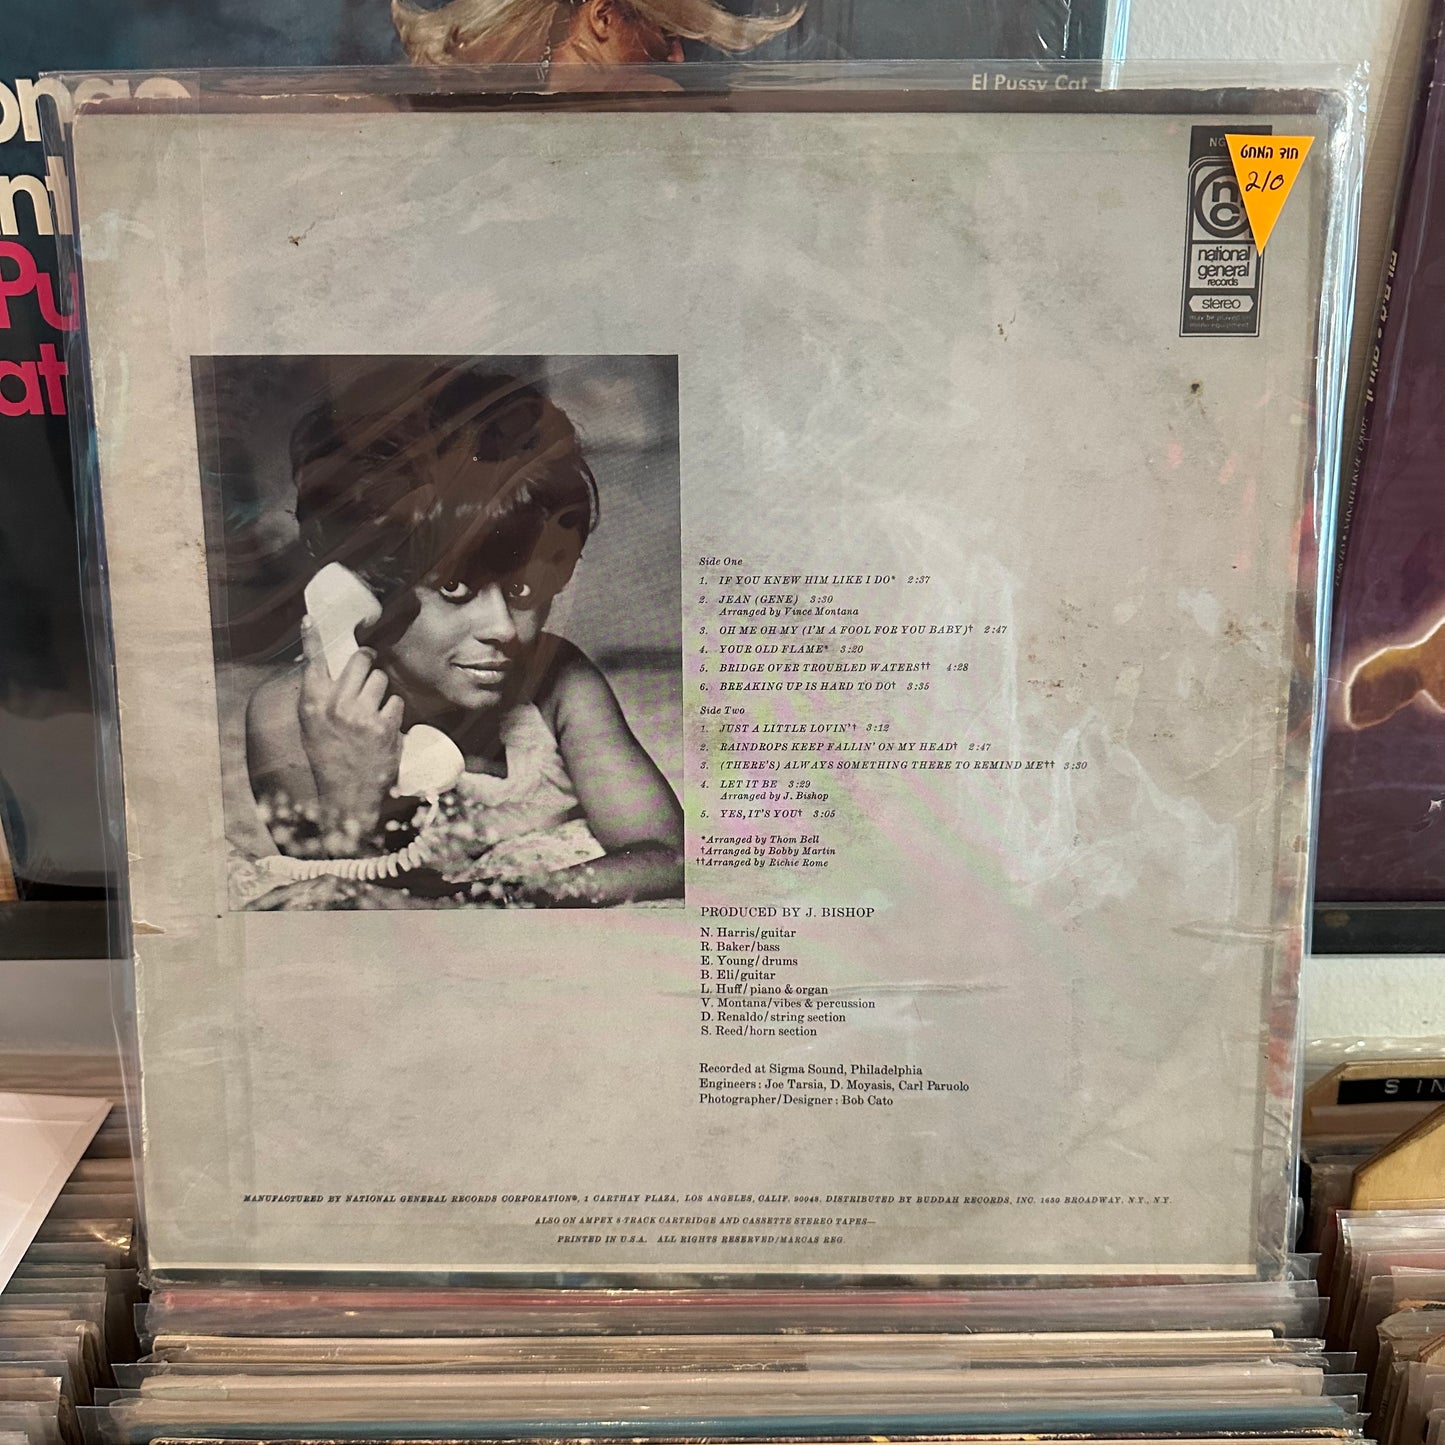 El Pussy Cat
חוד המחט
210
nc
national
general
records
stereo
may be played on
mono equipment
Side One
1. IF YOU KNEW HIM LIKE I DO* 2:37
2. JEAN (GENE) 3:30
Arranged by Vince Montana
3. OH ME OH MY (I'M A FOOL FOR YOU BABY)† 2:47
4. YOUR OLD FLAME* 3:20
5. BRIDGE OVER TROUBLED WATERS†† 4:28
6. BREAKING UP IS HARD TO DO† 3:35
Side Two
1. JUST A LITTLE LOVIN'† 3:12
2. RAINDROPS KEEP FALLIN' ON MY HEAD† 2:47
3. (THERE'S) ALWAYS SOMETHING THERE TO REMIND ME†† 3:30
4. LET IT BE 3:29
Arranged by J. Bishop
5. YES, IT'S YOU† 3:05
*Arranged by Thom Bell
†Arranged by Bobby Martin
††Arranged by Richie Rome
PRODUCED BY J. BISHOP
N. Harris/guitar
R. Baker/bass
E. Young/drums
B. Eli/guitar
L. Huff/piano & organ
V. Montana/vibes & percussion
D. Renaldo/string section
S. Reed/horn section
Recorded at Sigma Sound, Philadelphia
Engineers: Joe Tarsia, D. Moyasis, Carl Paruolo
Photographer/Designer: Bob Cato
MANUFACTURED BY NATIONAL GENERAL RECORDS CORPORATION®, 1 CARTHAY PLAZA, LOS ANGELES, CALIF. 90048. DISTRIBUTED BY BUDDAH RECORDS, INC. 1650 BROADWAY, N.Y., N.Y.
ALSO ON AMPEX 8-TRACK CARTRIDGE AND CASSETTE STEREO TAPES—
PRINTED IN U.S.A. ALL RIGHTS RESERVED/MARCAS REG.